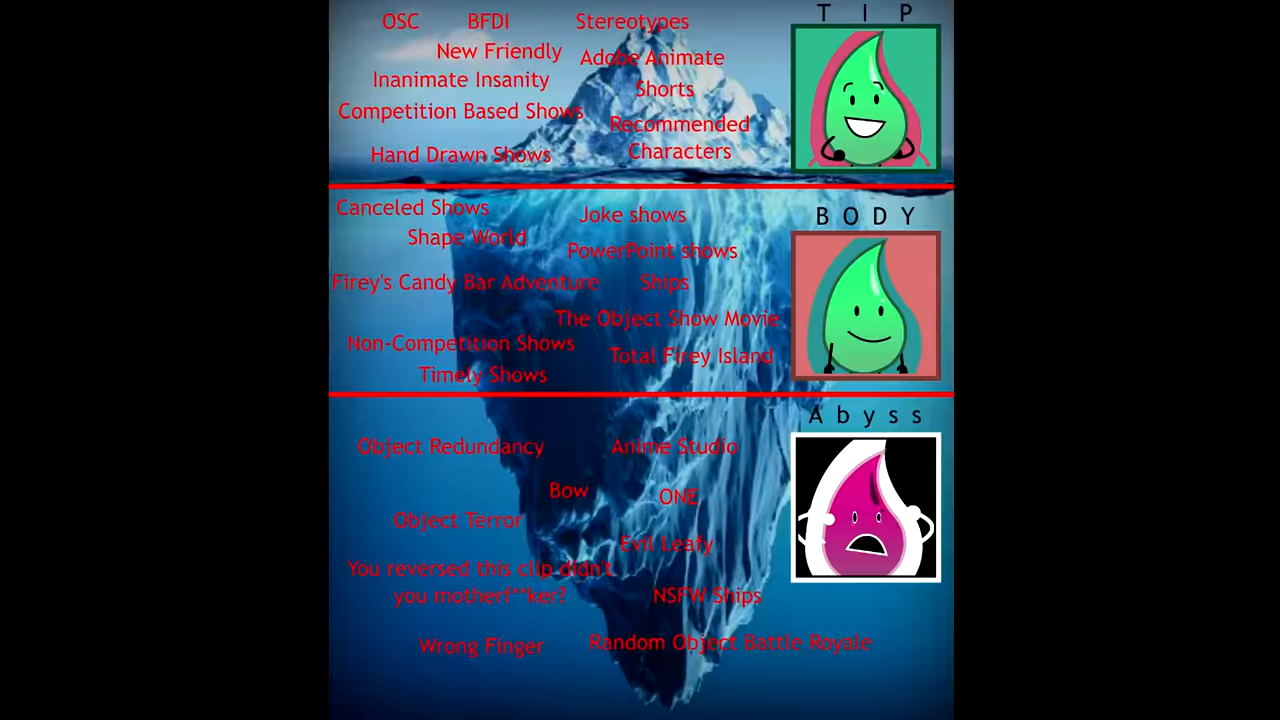 T I P
OSC
BFDI
Stereotypes
New Friendly
Adobe Animate
Inanimate Insanity
Shorts
Competition Based Shows
Recommended
Characters
Hand Drawn Shows
B O D Y
Canceled Shows
Joke shows
Shape World
PowerPoint shows
Firey's Candy Bar Adventure
Ships
The Object Show Movie
Non-Competition Shows
Total Firey Island
Timely Shows
A b y s s
Object Redundancy
Anime Studio
Bow
ONE
Object Terror
Evil Leafy
You reversed this clip didn't
you motherf**ker?
NSFW Ships
Wrong Finger
Random Object Battle Royale